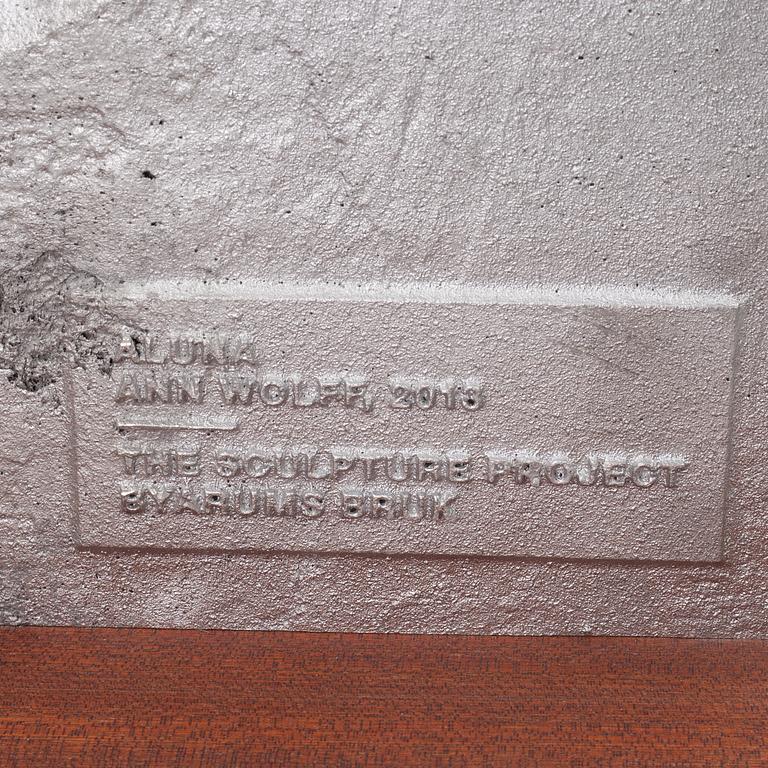 ALUNA
ANN WOLFF, 2013
THE SCULPTURE PROJECT
BYARUMS BRUK